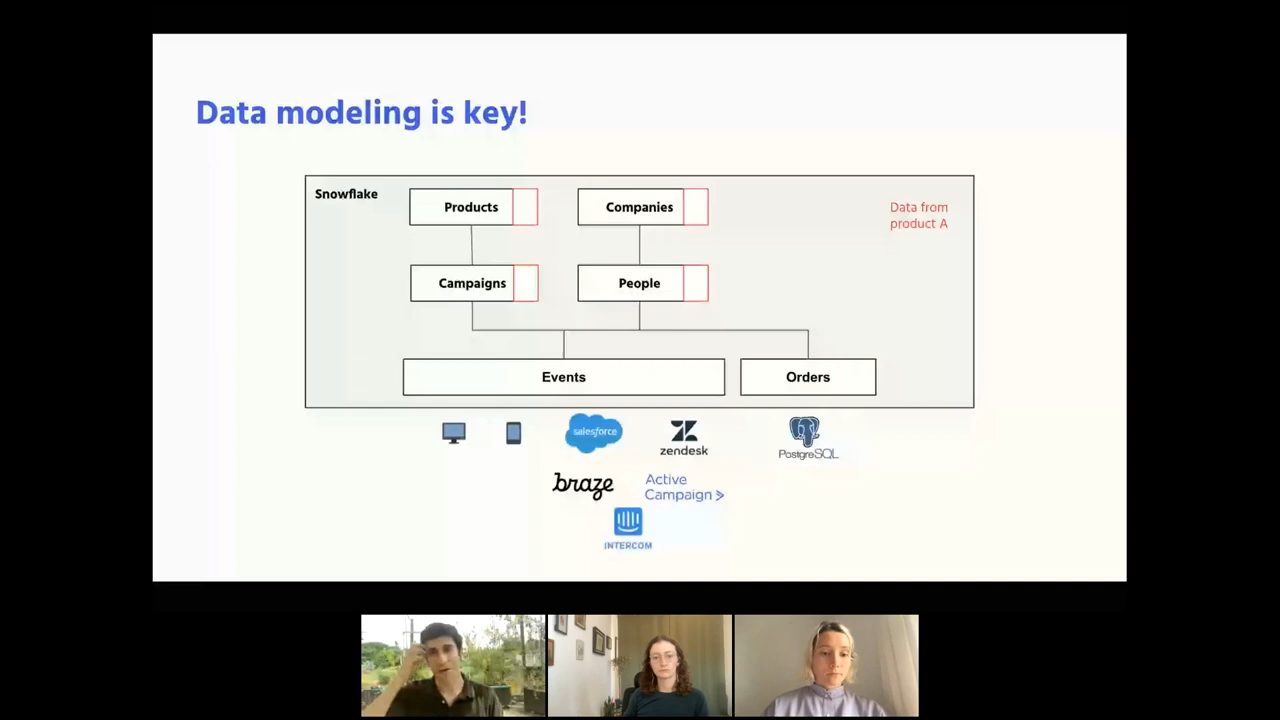 Data modeling is key!
Snowflake
Products
Companies
Data from
product A
Campaigns
People
Events
Orders
salesforce
zendesk
PostgreSQL
braze
Active
Campaign >
INTERCOM